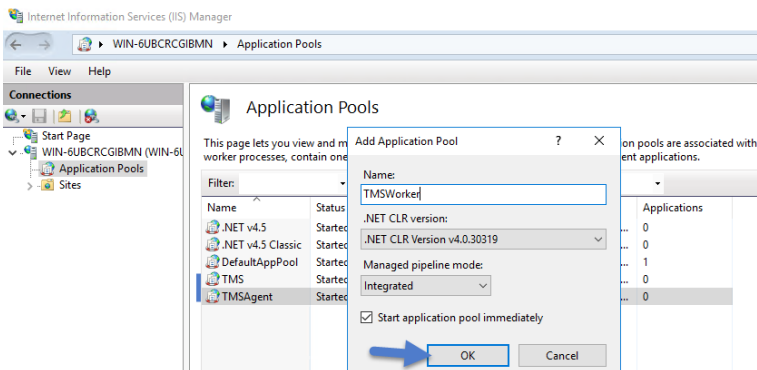 Internet Information Services (IIS) Manager
WIN-6UBCRCGIBMN Application Pools
File View Help
Connections
Start Page
WIN-6UBCRCGIBMN (WIN-6U
Application Pools
Sites
Application Pools
This page lets you view and m on pools are associated with
worker processes, contain one ent applications.
Filter:
Name Status Applications
.NET v4.5 Started ... 0
.NET v4.5 Classic Started ... 0
DefaultAppPool Started ... 1
TMS Started ... 0
TMSAgent Started ... 0
Add Application Pool ?
Name:
TMSWorker
.NET CLR version:
.NET CLR Version v4.0.30319
Managed pipeline mode:
Integrated
Start application pool immediately
OK Cancel